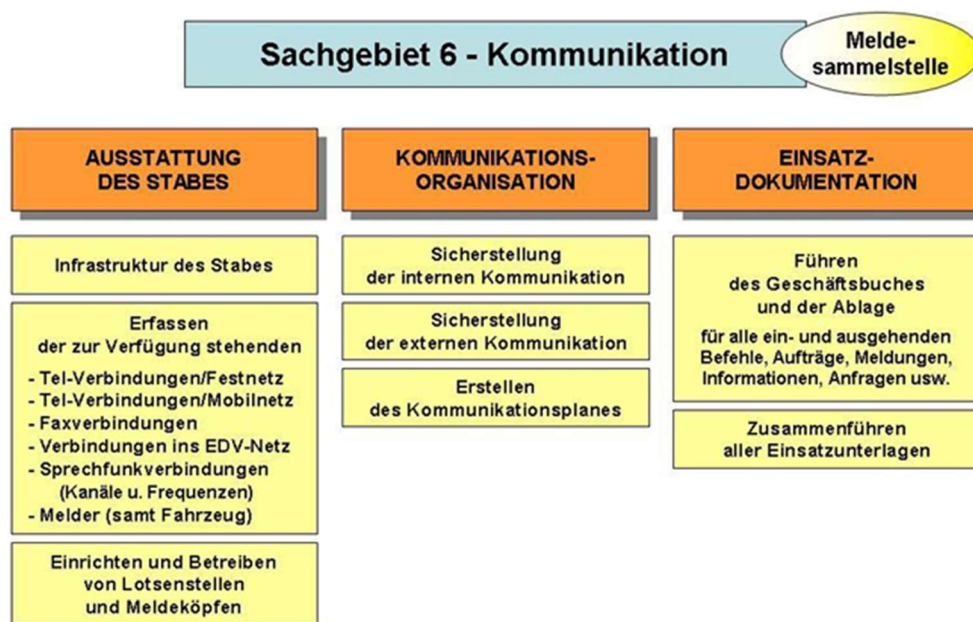 Sachgebiet 6 - Kommunikation
Melde-
sammelstelle
AUSSTATTUNG
DES STABES
Infrastruktur des Stabes
Erfassen
der zur Verfügung stehenden
- Tel-Verbindungen/Festnetz
- Tel-Verbindungen/Mobilnetz
- Faxverbindungen
- Verbindungen ins EDV-Netz
- Sprechfunkverbindungen
(Kanäle u. Frequenzen)
- Melder (samt Fahrzeug)
Einrichten und Betreiben
von Lotsenstellen
und Meldeköpfen
KOMMUNIKATIONS-
ORGANISATION
Sicherstellung
der internen Kommunikation
Sicherstellung
der externen Kommunikation
Erstellen
des Kommunikationsplanes
EINSATZ-
DOKUMENTATION
Führen
des Geschäftsbuches
und der Ablage
für alle ein- und ausgehenden
Befehle, Aufträge, Meldungen,
Informationen, Anfragen usw.
Zusammenführen
aller Einsatzunterlagen